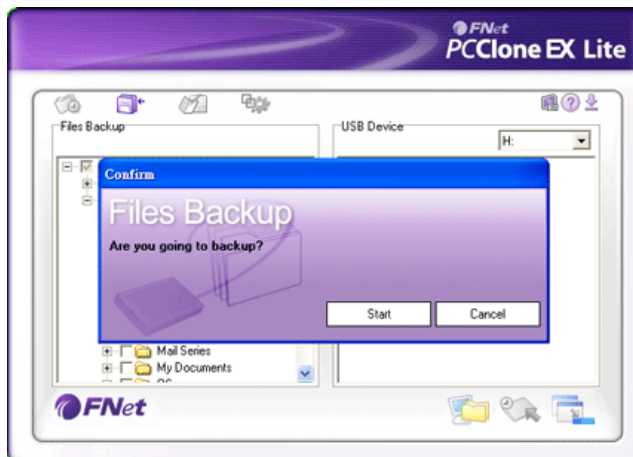 FNet
PCClone EX Lite
Files Backup
USB Device
H:
Confirm
Files Backup
Are you going to backup?
Start
Cancel
Mail Series
My Documents
FNet